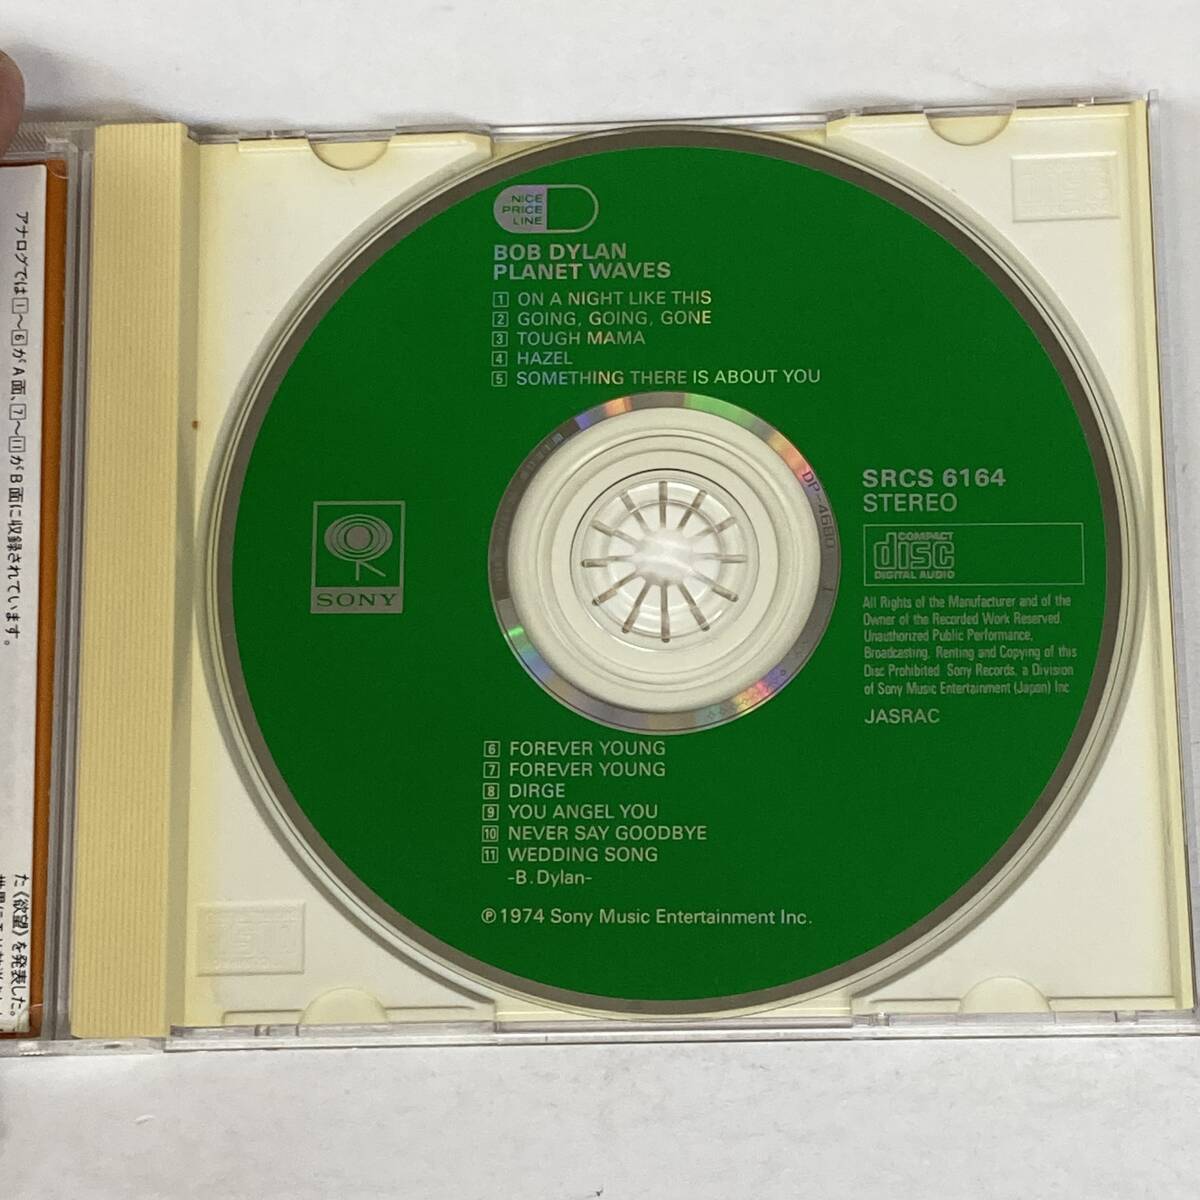 アナログでは1〜6がA面、7〜11がB面に収録されています。
た《欲望》を発表した。
NICE
PRICE
LINE
BOB DYLAN
PLANET WAVES
1 ON A NIGHT LIKE THIS
2 GOING, GOING, GONE
3 TOUGH MAMA
4 HAZEL
5 SOMETHING THERE IS ABOUT YOU
SONY
DP-4680
SRCS 6164
STEREO
COMPACT
disc
DIGITAL AUDIO
All Rights of the Manufacturer and of the
Owner of the Recorded Work Reserved.
Unauthorized Public Performance,
Broadcasting, Renting and Copying of this
Disc Prohibited. Sony Records, a Division
of Sony Music Entertainment (Japan) Inc
JASRAC
6 FOREVER YOUNG
7 FOREVER YOUNG
8 DIRGE
9 YOU ANGEL YOU
10 NEVER SAY GOODBYE
11 WEDDING SONG
-B.Dylan-
℗ 1974 Sony Music Entertainment Inc.